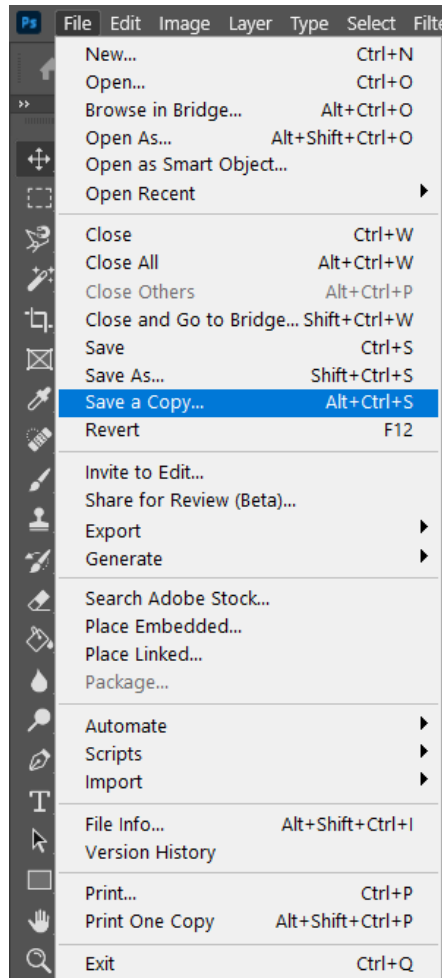 Ps File Edit Image Layer Type Select Filte
New... Ctrl+N
Open... Ctrl+O
Browse in Bridge... Alt+Ctrl+O
Open As... Alt+Shift+Ctrl+O
Open as Smart Object...
Open Recent
Close Ctrl+W
Close All Alt+Ctrl+W
Close Others Alt+Ctrl+P
Close and Go to Bridge... Shift+Ctrl+W
Save Ctrl+S
Save As... Shift+Ctrl+S
Save a Copy... Alt+Ctrl+S
Revert F12
Invite to Edit...
Share for Review (Beta)...
Export
Generate
Search Adobe Stock...
Place Embedded...
Place Linked...
Package...
Automate
Scripts
Import
File Info... Alt+Shift+Ctrl+I
Version History
Print... Ctrl+P
Print One Copy Alt+Shift+Ctrl+P
Exit Ctrl+Q